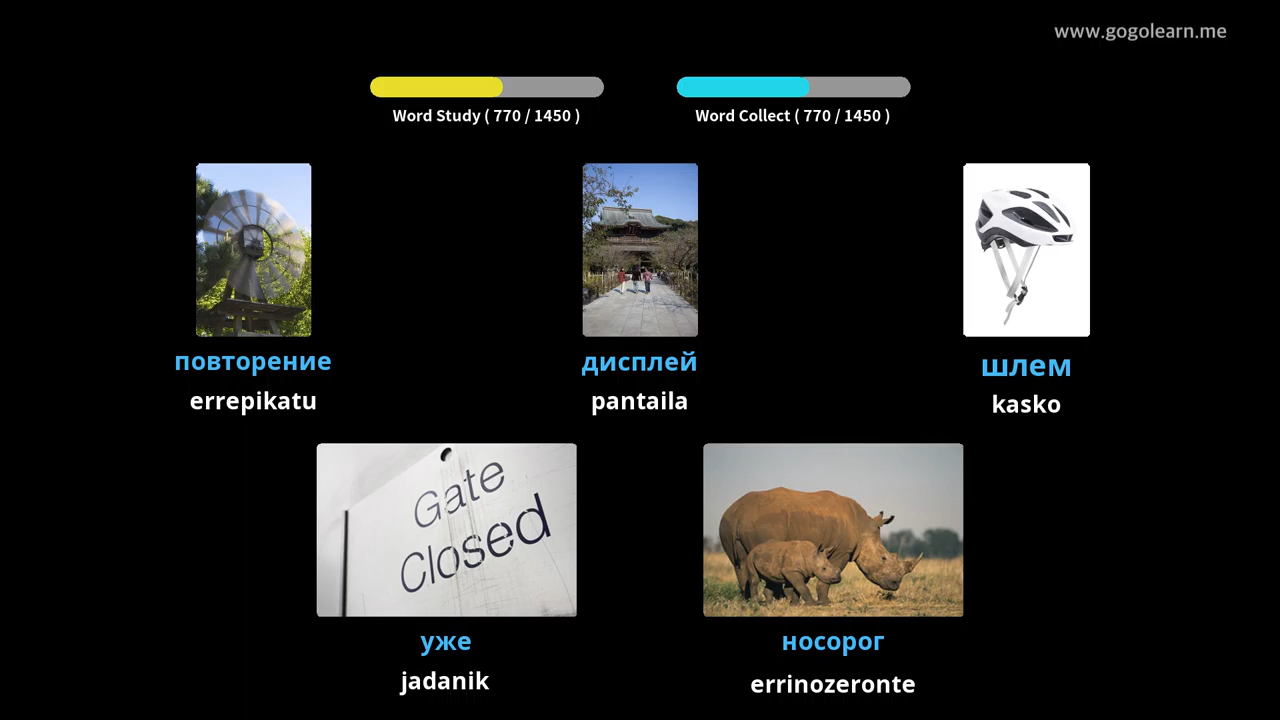 www.gogolearn.me
Word Study ( 770 / 1450 )
Word Collect ( 770 / 1450 )
повторение
errepikatu
дисплей
pantaila
шлем
kasko
Gate
Closed
уже
jadanik
носорог
errinozeronte